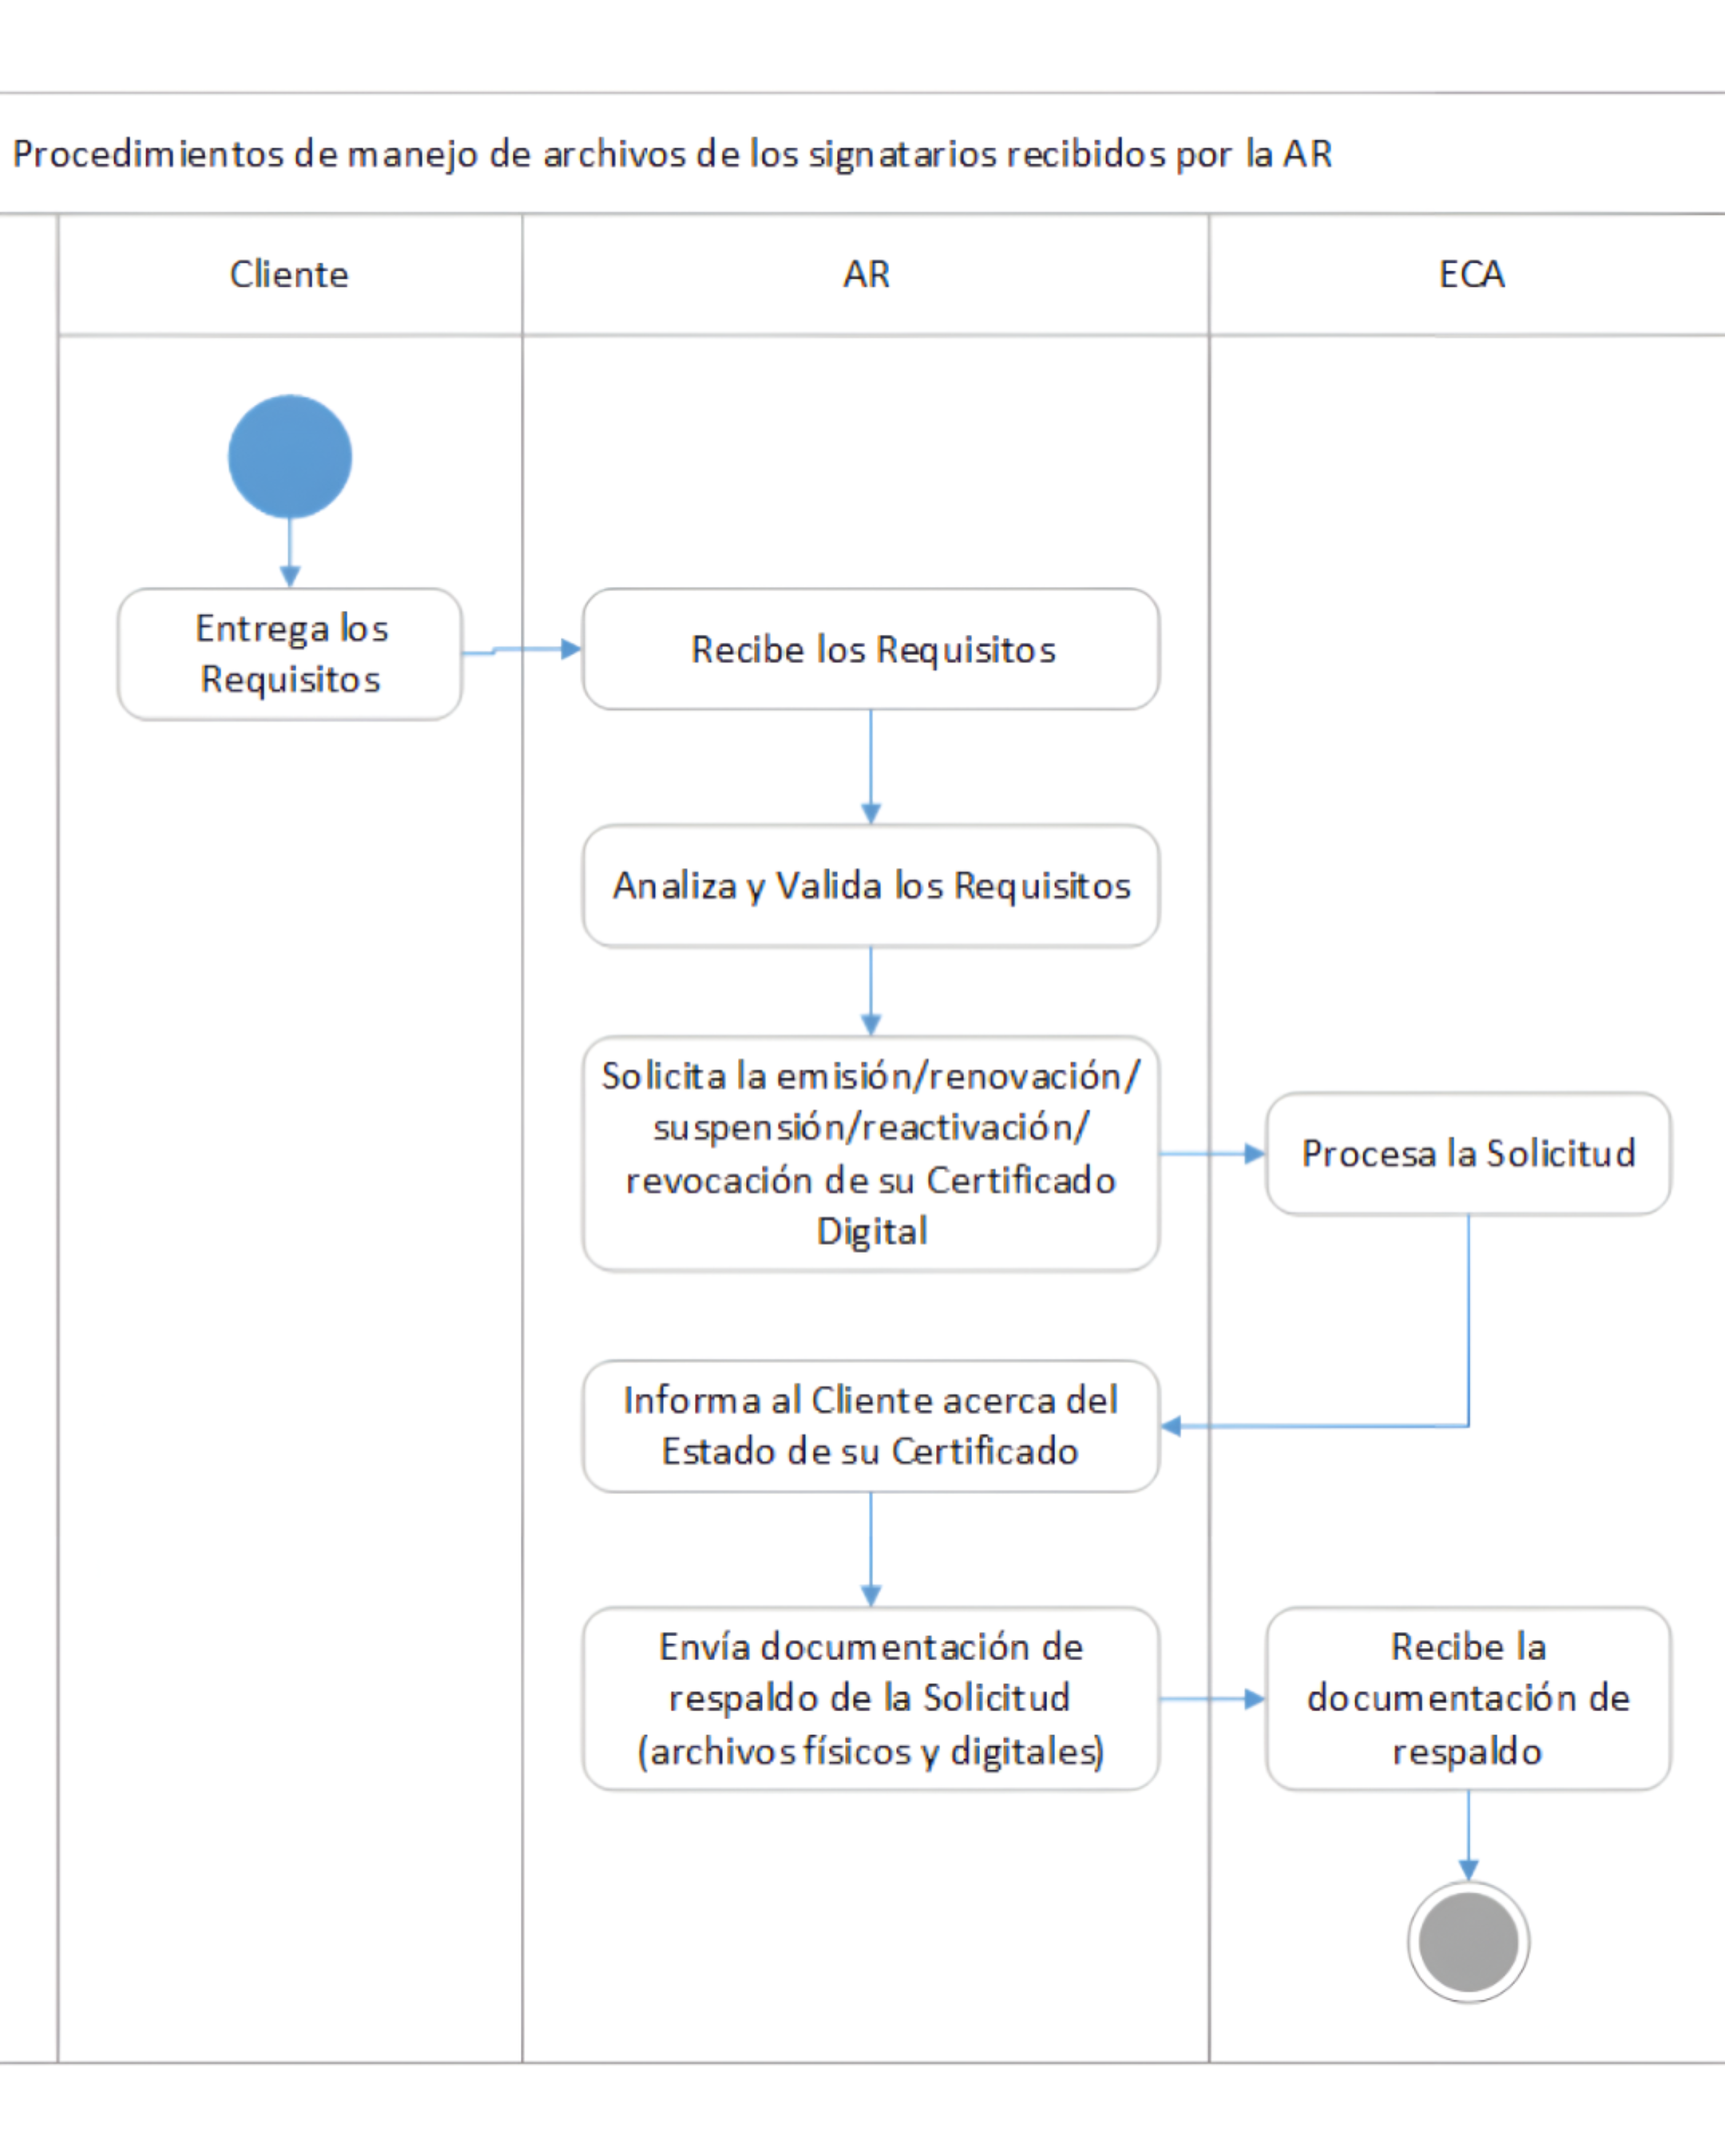 Procedimientos de manejo de archivos de los signatarios recibidos por la AR
Cliente
AR
ECA
Entrega los
Requisitos
Recibe los Requisitos
Analiza y Valida los Requisitos
Solicita la emisión/renovación/
suspensión/reactivación/
revocación de su Certificado
Digital
Procesa la Solicitud
Informa al Cliente acerca del
Estado de su Certificado
Envía documentación de
respaldo de la Solicitud
(archivos físicos y digitales)
Recibe la
documentación de
respaldo